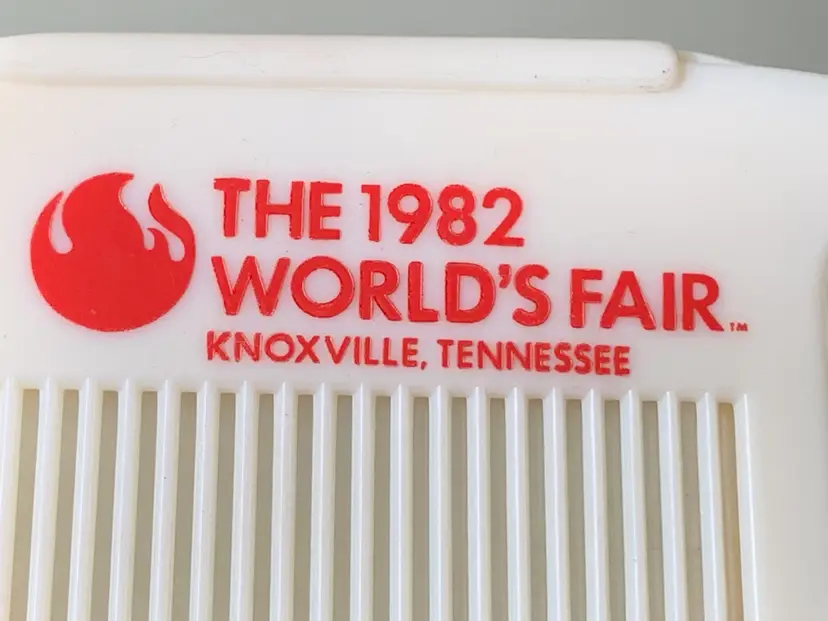 THE 1982
WORLD'S FAIR™
KNOXVILLE, TENNESSEE